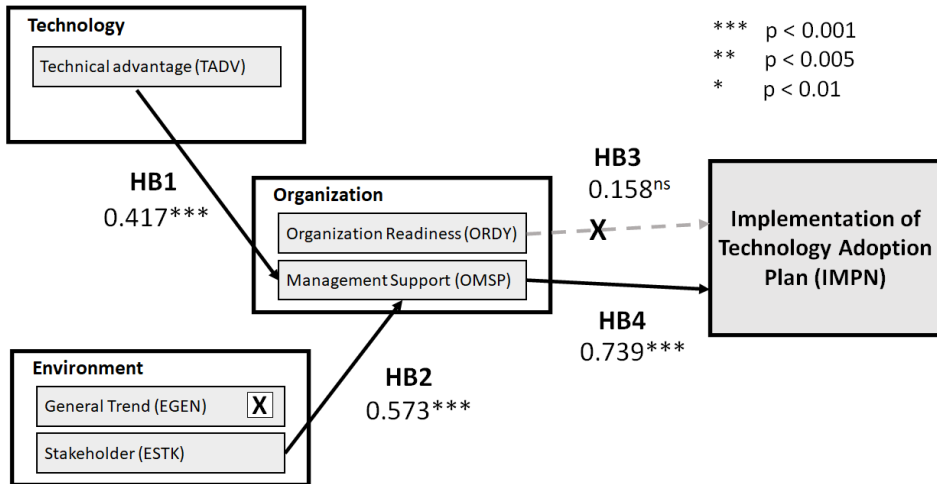 Technology
Technical advantage (TADV)
*** p < 0.001
** p < 0.005
* p < 0.01
HB1
0.417***
Organization
Organization Readiness (ORDY)
Management Support (OMSP)
HB3
0.158ns
X
Implementation of
Technology Adoption
Plan (IMPN)
HB4
0.739***
Environment
General Trend (EGEN)
X
Stakeholder (ESTK)
HB2
0.573***